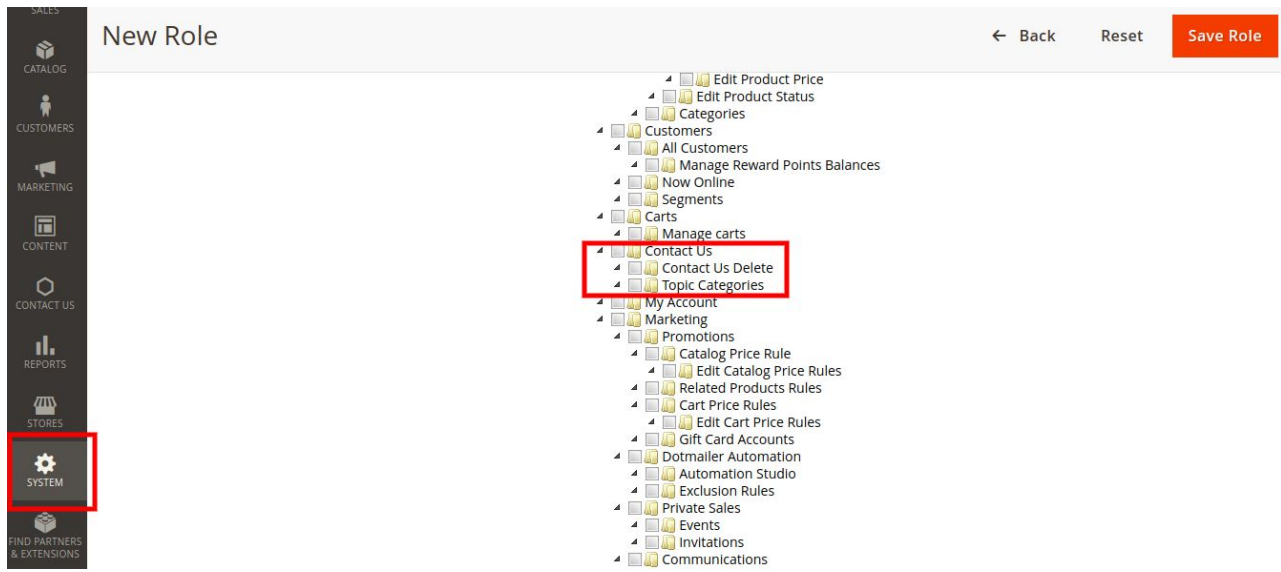 SALES
CATALOG
CUSTOMERS
MARKETING
CONTENT
CONTACT US
REPORTS
STORES
SYSTEM
FIND PARTNERS
& EXTENSIONS
New Role
Back
Reset
Save Role
Edit Product Price
Edit Product Status
Categories
Customers
All Customers
Manage Reward Points Balances
Now Online
Segments
Carts
Manage carts
Contact Us
Contact Us Delete
Topic Categories
My Account
Marketing
Promotions
Catalog Price Rule
Edit Catalog Price Rules
Related Products Rules
Cart Price Rules
Edit Cart Price Rules
Gift Card Accounts
Dotmailer Automation
Automation Studio
Exclusion Rules
Private Sales
Events
Invitations
Communications